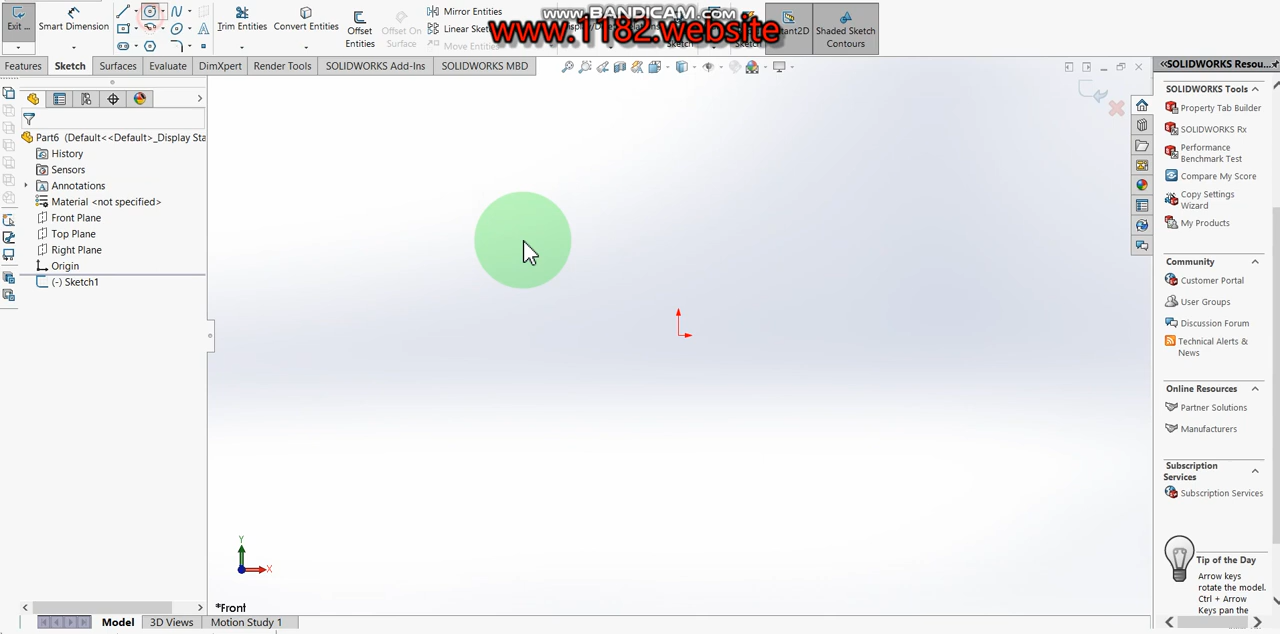 Exit ...
Smart Dimension
Trim Entities
Convert Entities
Offset Entities
Offset On Surface
Mirror Entities
Linear Sket
Move Entities
www.BANDICAM.com
www.1182.website
Sketch
Sketch
tant2D
Shaded Sketch Contours
Features
Sketch
Surfaces
Evaluate
DimXpert
Render Tools
SOLIDWORKS Add-Ins
SOLIDWORKS MBD
Part6 (Default<<Default>_Display Sta
History
Sensors
Annotations
Material <not specified>
Front Plane
Top Plane
Right Plane
Origin
(-) Sketch1
Y
X
*Front
Model
3D Views
Motion Study 1
SOLIDWORKS Resou...
SOLIDWORKS Tools
Property Tab Builder
SOLIDWORKS Rx
Performance
Benchmark Test
Compare My Score
Copy Settings
Wizard
My Products
Community
Customer Portal
User Groups
Discussion Forum
Technical Alerts &
News
Online Resources
Partner Solutions
Manufacturers
Subscription
Services
Subscription Services
Tip of the Day
Arrow keys
rotate the model.
Ctrl + Arrow
Keys pan the